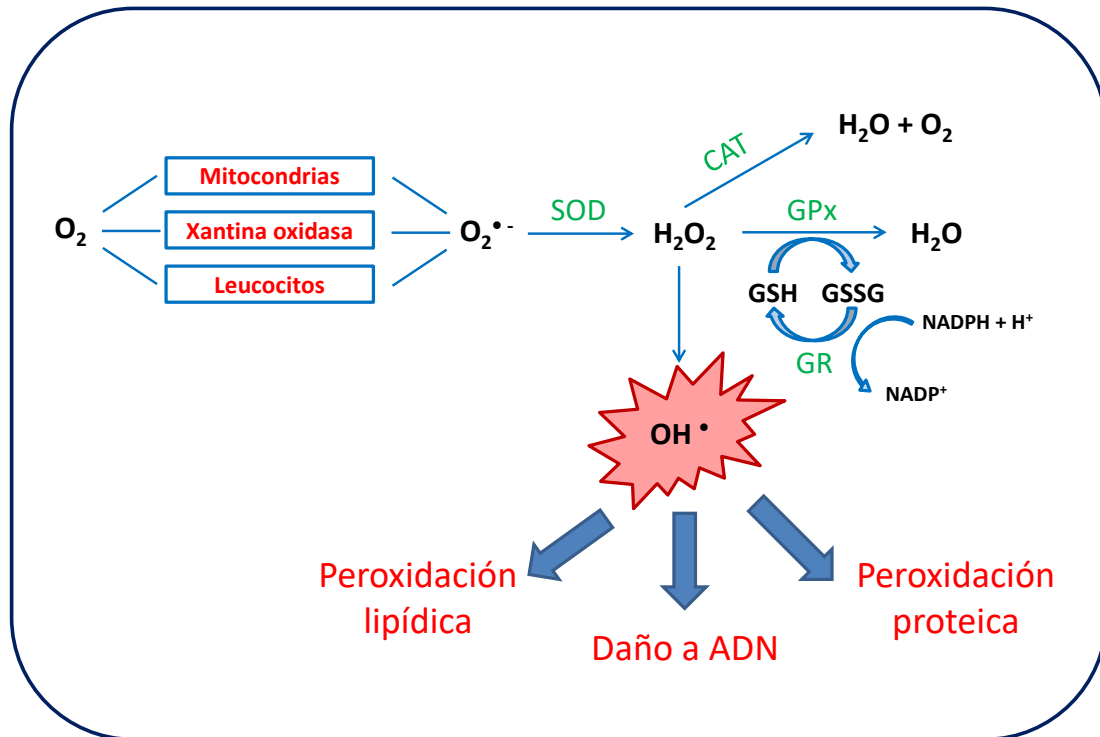 H₂O + O₂
CAT
Mitocondrias
SOD
GPx
O₂
Xantina oxidasa
O₂•-
H₂O₂
H₂O
Leucocitos
GSH
GSSG
NADPH + H⁺
GR
NADP⁺
OH•
Peroxidación
lipídica
Daño a ADN
Peroxidación
proteica